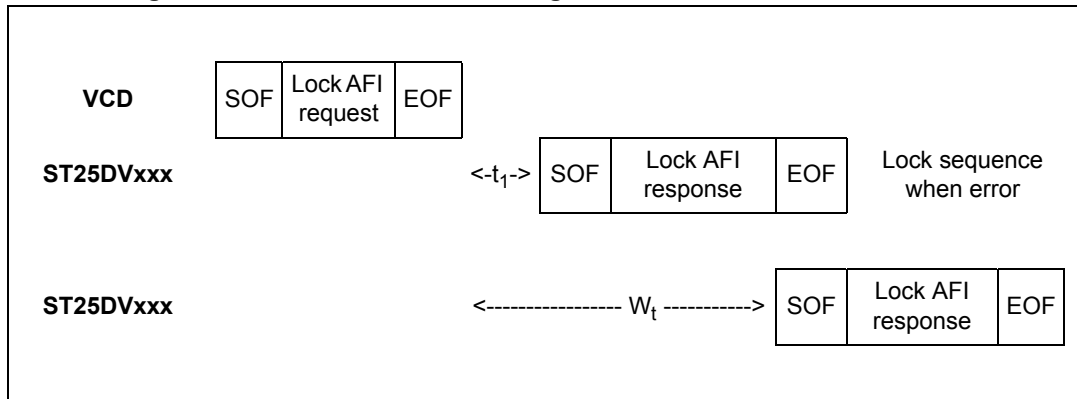 VCD SOF Lock AFI request EOF
ST25DVxxx <-t1-> SOF Lock AFI response EOF Lock sequence when error
ST25DVxxx <----------------- Wt -----------> SOF Lock AFI response EOF